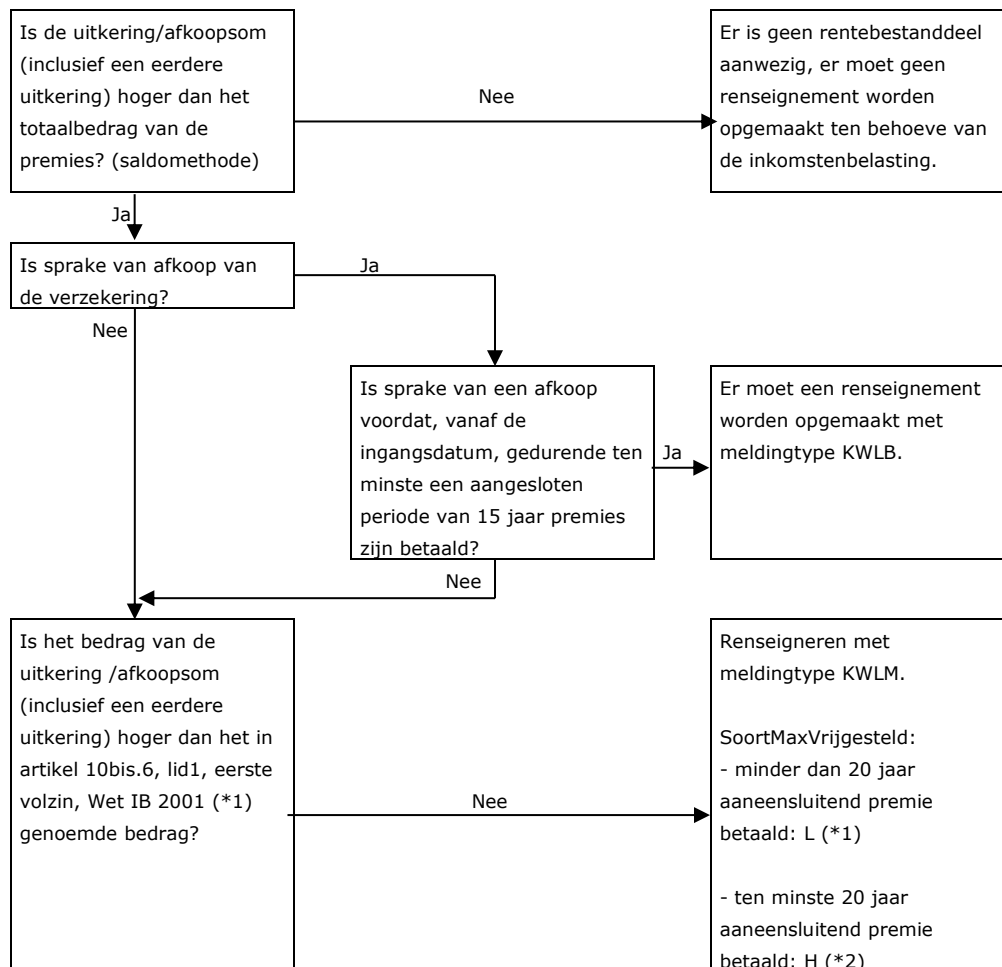 Is de uitkering/afkoopsom
(inclusief een eerdere
uitkering) hoger dan het
totaalbedrag van de
premies? (saldomethode)
Nee
Er is geen rentebestanddeel
aanwezig, er moet geen
renseignement worden
opgemaakt ten behoeve van
de inkomstenbelasting.
Ja
Is sprake van afkoop van
de verzekering?
Ja
Nee
Is sprake van een afkoop
voordat, vanaf de
ingangsdatum, gedurende ten
minste een aangesloten
periode van 15 jaar premies
zijn betaald?
Ja
Er moet een renseignement
worden opgemaakt met
meldingtype KWLB.
Nee
Is het bedrag van de
uitkering /afkoopsom
(inclusief een eerdere
uitkering) hoger dan het in
artikel 10bis.6, lid1, eerste
volzin, Wet IB 2001 (*1)
genoemde bedrag?
Nee
Renseigneren met
meldingtype KWLM.
SoortMaxVrijgesteld:
- minder dan 20 jaar
aaneensluitend premie
betaald: L (*1)
- ten minste 20 jaar
aaneensluitend premie
betaald: H (*2)